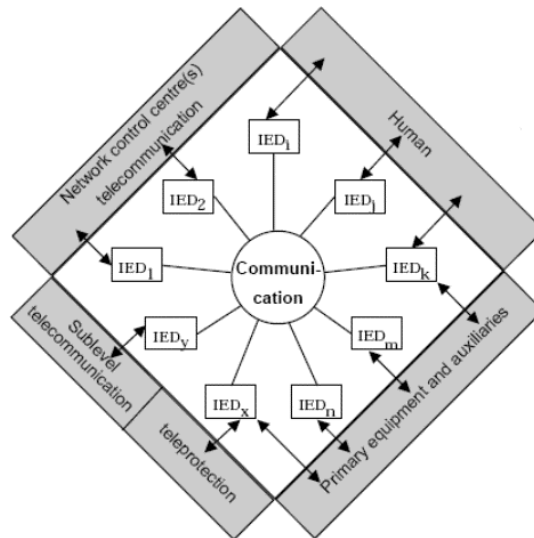 Network control centre(s)
telecommunication
Human
IEDi
IED2
IEDj
IED1
Communi-
cation
IEDk
IEDy
IEDm
IEDx
IEDn
Sublevel
telecommunication
teleprotection
Primary equipment and auxiliaries